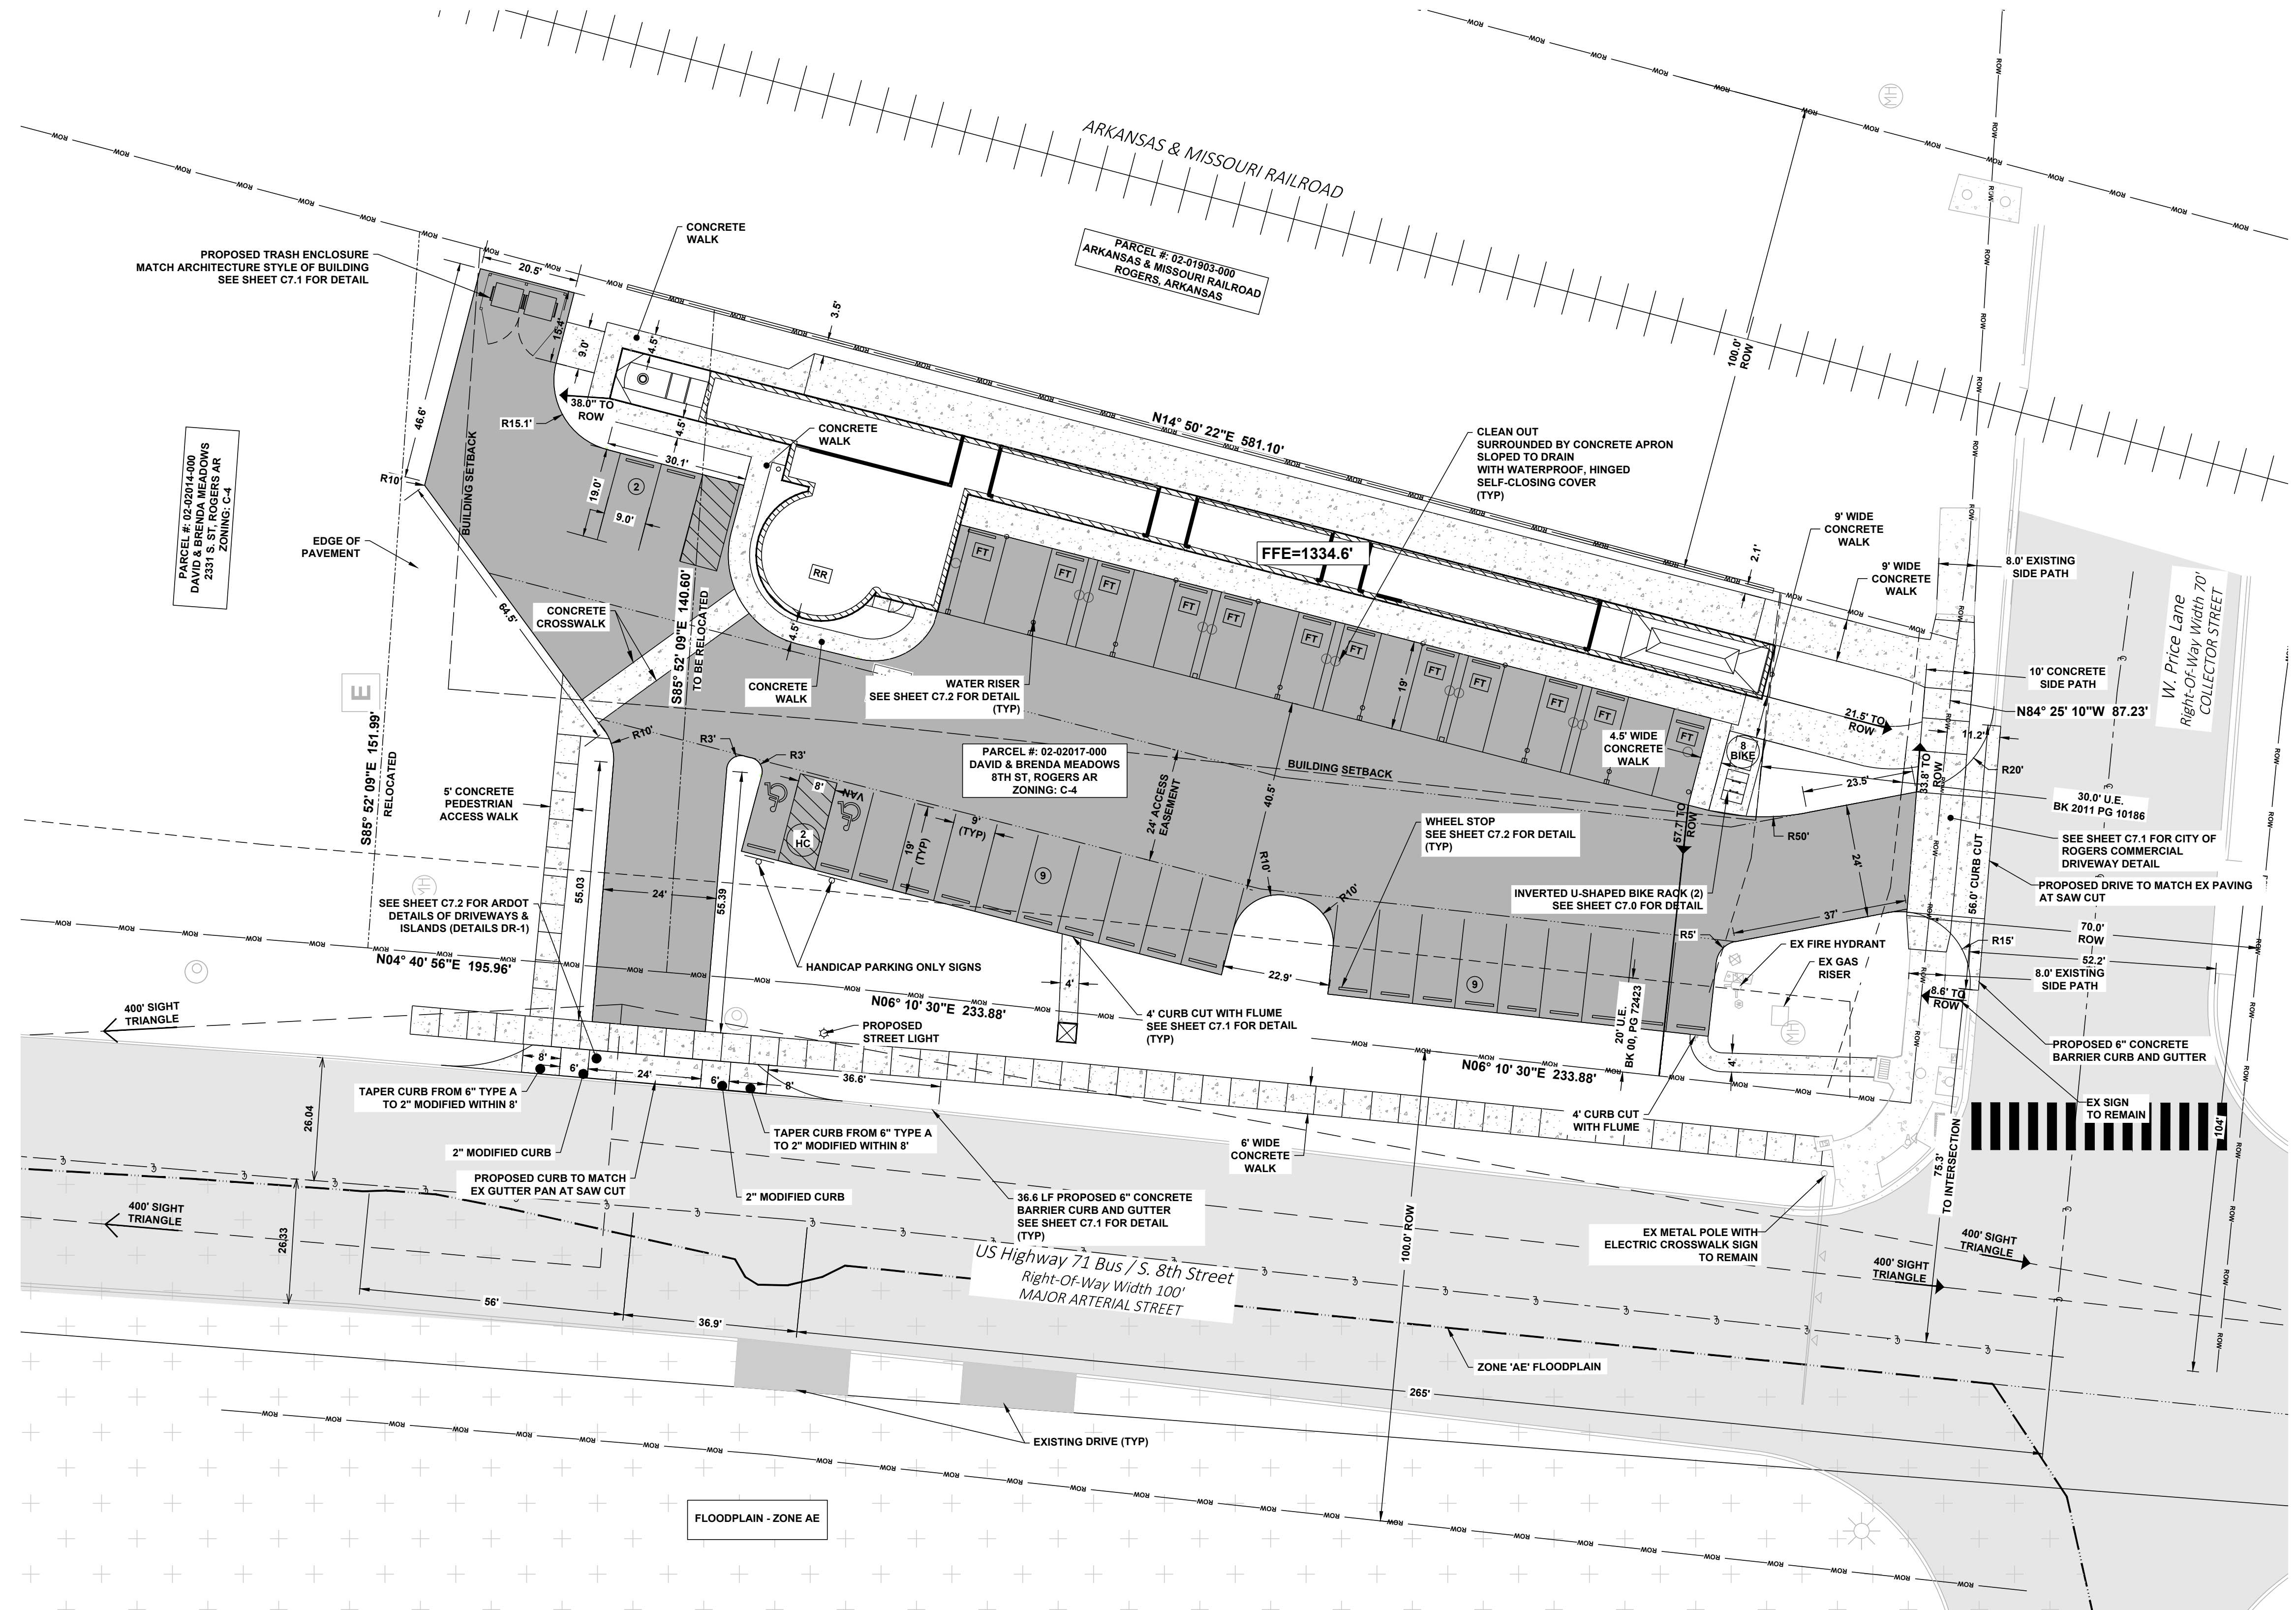 ARKANSAS & MISSOURI RAILROAD
PARCEL #: 02-01903-000
ARKANSAS & MISSOURI RAILROAD
ROGERS, ARKANSAS
100.0'
ROW
CONCRETE
WALK
PROPOSED TRASH ENCLOSURE
MATCH ARCHITECTURE STYLE OF BUILDING
SEE SHEET C7.1 FOR DETAIL
20.5'
15.4'
9.0'
4.5'
3.5'
46.6'
38.0" TO
ROW
R15.1'
4.5'
30.1'
CONCRETE
WALK
N14° 50' 22"E  581.10'
CLEAN OUT
SURROUNDED BY CONCRETE APRON
SLOPED TO DRAIN
WITH WATERPROOF, HINGED
SELF-CLOSING COVER
(TYP)
PARCEL #: 02-02014-000
DAVID & BRENDA MEADOWS
2331 S. ST, ROGERS AR
ZONING: C-4
R10'
BUILDING SETBACK
19.0'
2
9.0'
EDGE OF
PAVEMENT
64.5'
CONCRETE
CROSSWALK
S85° 52' 09"E  140.60'
TO BE RELOCATED
RR
4.5'
CONCRETE
WALK
FFE=1334.6'
FT
FT
FT
FT
FT
FT
FT
FT
FT
FT
FT
FT
WATER RISER
SEE SHEET C7.2 FOR DETAIL
(TYP)
19'
2.1'
9' WIDE
CONCRETE
WALK
9' WIDE
CONCRETE
WALK
8.0' EXISTING
SIDE PATH
W. Price Lane
Right-Of-Way Width 70'
COLLECTOR STREET
10' CONCRETE
SIDE PATH
N84° 25' 10"W  87.23'
21.5' TO
ROW
11.2'
R20'
33.8' TO
ROW
23.5'
30.0' U.E.
BK 2011 PG 10186
4.5' WIDE
CONCRETE
WALK
8
BIKE
E
S85° 52' 09"E  151.99'
RELOCATED
5' CONCRETE
PEDESTRIAN
ACCESS WALK
R10'
R3'
R3'
PARCEL #: 02-02017-000
DAVID & BRENDA MEADOWS
8TH ST, ROGERS AR
ZONING: C-4
BUILDING SETBACK
24' ACCESS
EASEMENT
40.5'
8'
VAN
2
HC
19'
(TYP)
9'
(TYP)
9
WHEEL STOP
SEE SHEET C7.2 FOR DETAIL
(TYP)
57.7' TO
ROW
R50'
24'
SEE SHEET C7.1 FOR CITY OF
ROGERS COMMERCIAL
DRIVEWAY DETAIL
56.0' CURB CUT
PROPOSED DRIVE TO MATCH EX PAVING
AT SAW CUT
INVERTED U-SHAPED BIKE RACK (2)
SEE SHEET C7.0 FOR DETAIL
R10'
R10'
MH
MH
MH
55.03
24'
55.39
SEE SHEET C7.2 FOR ARDOT
DETAILS OF DRIVEWAYS &
ISLANDS (DETAILS DR-1)
37'
R5'
EX FIRE HYDRANT
EX GAS
RISER
70.0'
ROW
R15'
52.2'
8.0' EXISTING
SIDE PATH
8.6' TO
ROW
N04° 40' 56"E  195.96'
HANDICAP PARKING ONLY SIGNS
22.9'
4'
9
20' U.E.
BK 00, PG 72423
N06° 10' 30"E  233.88'
4' CURB CUT WITH FLUME
SEE SHEET C7.1 FOR DETAIL
(TYP)
400' SIGHT
TRIANGLE
PROPOSED
STREET LIGHT
N06° 10' 30"E  233.88'
4'
PROPOSED 6" CONCRETE
BARRIER CURB AND GUTTER
8'
6'
24'
6'
8'
36.6'
TAPER CURB FROM 6" TYPE A
TO 2" MODIFIED WITHIN 8'
26.04
4' CURB CUT
WITH FLUME
EX SIGN
TO REMAIN
104'
TAPER CURB FROM 6" TYPE A
TO 2" MODIFIED WITHIN 8'
2" MODIFIED CURB
6' WIDE
CONCRETE
WALK
75.3'
TO INTERSECTION
PROPOSED CURB TO MATCH
EX GUTTER PAN AT SAW CUT
2" MODIFIED CURB
36.6 LF PROPOSED 6" CONCRETE
BARRIER CURB AND GUTTER
SEE SHEET C7.1 FOR DETAIL
(TYP)
400' SIGHT
TRIANGLE
26.33
100.0' ROW
EX METAL POLE WITH
ELECTRIC CROSSWALK SIGN
TO REMAIN
400' SIGHT
TRIANGLE
400' SIGHT
TRIANGLE
US Highway 71 Bus / S. 8th Street
Right-Of-Way Width 100'
MAJOR ARTERIAL STREET
56'
36.9'
ZONE 'AE' FLOODPLAIN
265'
EXISTING DRIVE (TYP)
FLOODPLAIN - ZONE AE